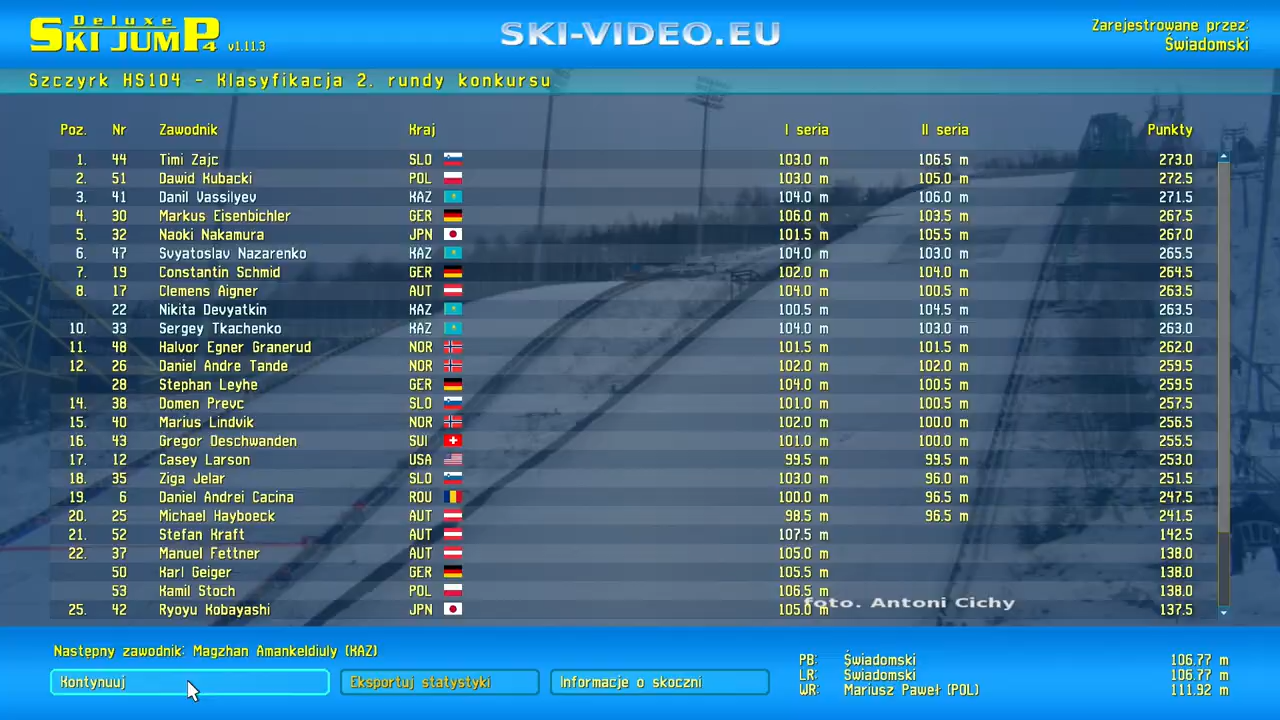 Deluxe
SKI JUMP 4 v1.11.3
SKI-VIDEO.EU
Zarejestrowane przez:
Świadomski
Szczyrk HS104 - Klasyfikacja 2. rundy konkursu
Poz. Nr Zawodnik Kraj I seria II seria Punkty
1. 44 Timi Zajc SLO 103.0 m 106.5 m 273.0
2. 51 Dawid Kubacki POL 103.0 m 105.0 m 272.5
3. 41 Danil Vassilyev KAZ 104.0 m 106.0 m 271.5
4. 30 Markus Eisenbichler GER 106.0 m 103.5 m 267.5
5. 32 Naoki Nakamura JPN 101.5 m 105.5 m 267.0
6. 47 Svyatoslav Nazarenko KAZ 104.0 m 103.0 m 265.5
7. 19 Constantin Schmid GER 102.0 m 104.0 m 264.5
8. 17 Clemens Aigner AUT 104.0 m 100.5 m 263.5
22 Nikita Devyatkin KAZ 100.5 m 104.5 m 263.5
10. 33 Sergey Tkachenko KAZ 104.0 m 103.0 m 263.0
11. 48 Halvor Egner Granerud NOR 101.5 m 101.5 m 262.0
12. 26 Daniel Andre Tande NOR 102.0 m 102.0 m 259.5
28 Stephan Leyhe GER 104.0 m 100.5 m 259.5
14. 38 Domen Prevc SLO 101.0 m 100.5 m 257.5
15. 40 Marius Lindvik NOR 102.0 m 100.0 m 256.5
16. 43 Gregor Deschwanden SUI 101.0 m 100.0 m 255.5
17. 12 Casey Larson USA 99.5 m 99.5 m 253.0
18. 35 Ziga Jelar SLO 103.0 m 96.0 m 251.5
19. 6 Daniel Andrei Cacina ROU 100.0 m 96.5 m 247.5
20. 25 Michael Hayboeck AUT 98.5 m 96.5 m 241.5
21. 52 Stefan Kraft AUT 107.5 m 142.5
22. 37 Manuel Fettner AUT 105.0 m 138.0
50 Karl Geiger GER 105.5 m 138.0
53 Kamil Stoch POL 106.5 m 138.0
25. 42 Ryoyu Kobayashi JPN 105.0 m 137.5
foto. Antoni Cichy
Następny zawodnik: Magzhan Amankeldiuly (KAZ)
Kontynuuj Eksportuj statystyki Informacje o skoczni
PB: Świadomski 106.77 m
LR: Świadomski 106.77 m
WR: Mariusz Paweł (POL) 111.92 m